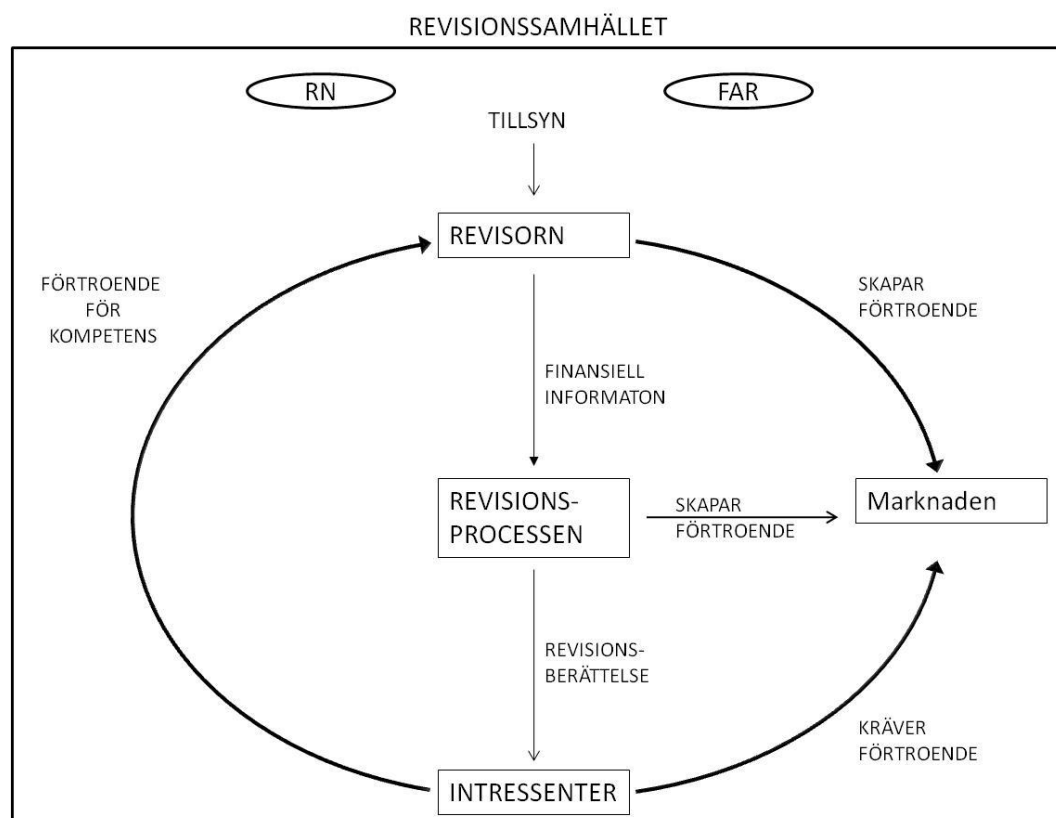 REVISIONSSAMHÄLLET
RN
FAR
TILLSYN
REVISORN
FÖRTROENDE
FÖR
KOMPETENS
SKAPAR
FÖRTROENDE
FINANSIELL
INFORMATON
REVISIONS-
PROCESSEN
SKAPAR
FÖRTROENDE
Marknaden
REVISIONS-
BERÄTTELSE
KRÄVER
FÖRTROENDE
INTRESSENTER